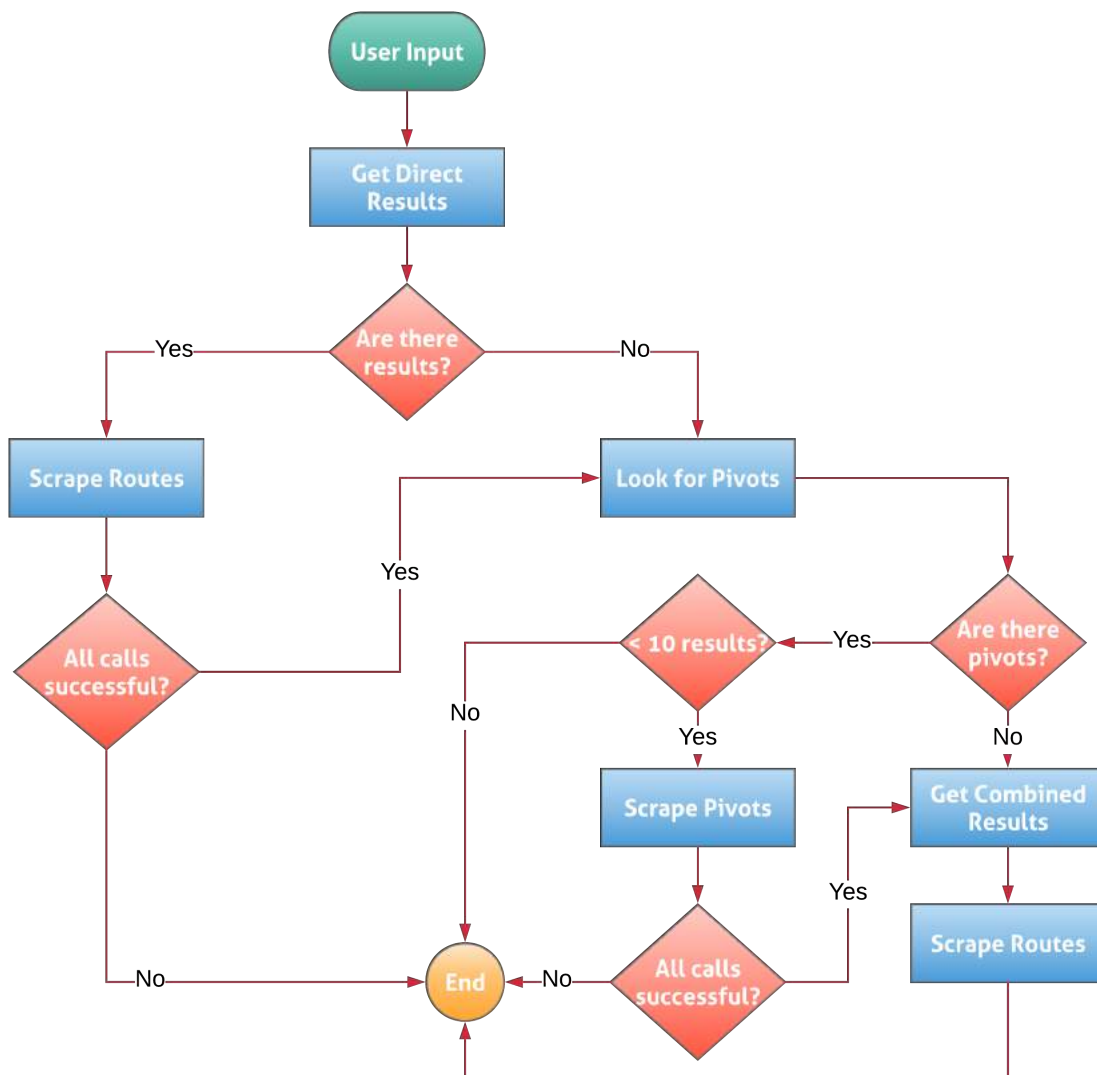 User Input
Get Direct
Results
Are there
results?
Yes
No
Scrape Routes
Look for Pivots
Yes
All calls
successful?
< 10 results?
Yes
Are there
pivots?
No
Yes
No
Scrape Pivots
Get Combined
Results
Yes
Scrape Routes
No
End
No
All calls
successful?